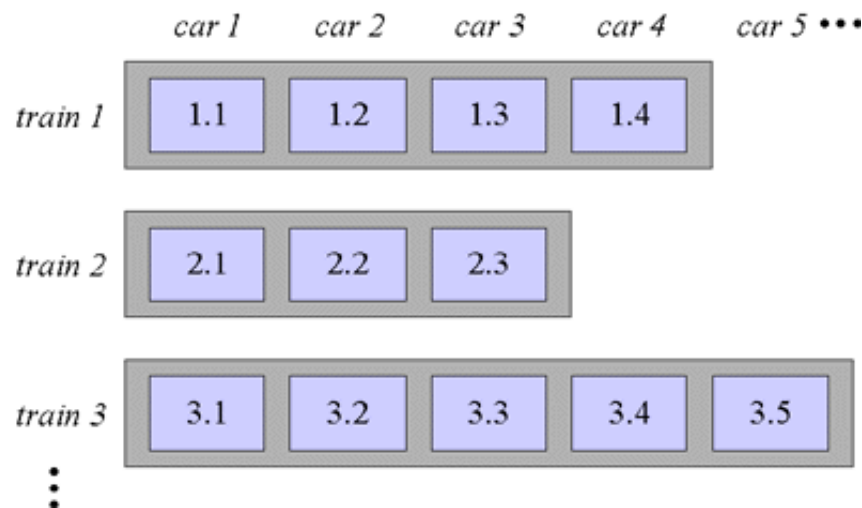 car 1 car 2 car 3 car 4 car 5 •••
train 1 1.1 1.2 1.3 1.4
train 2 2.1 2.2 2.3
train 3 3.1 3.2 3.3 3.4 3.5